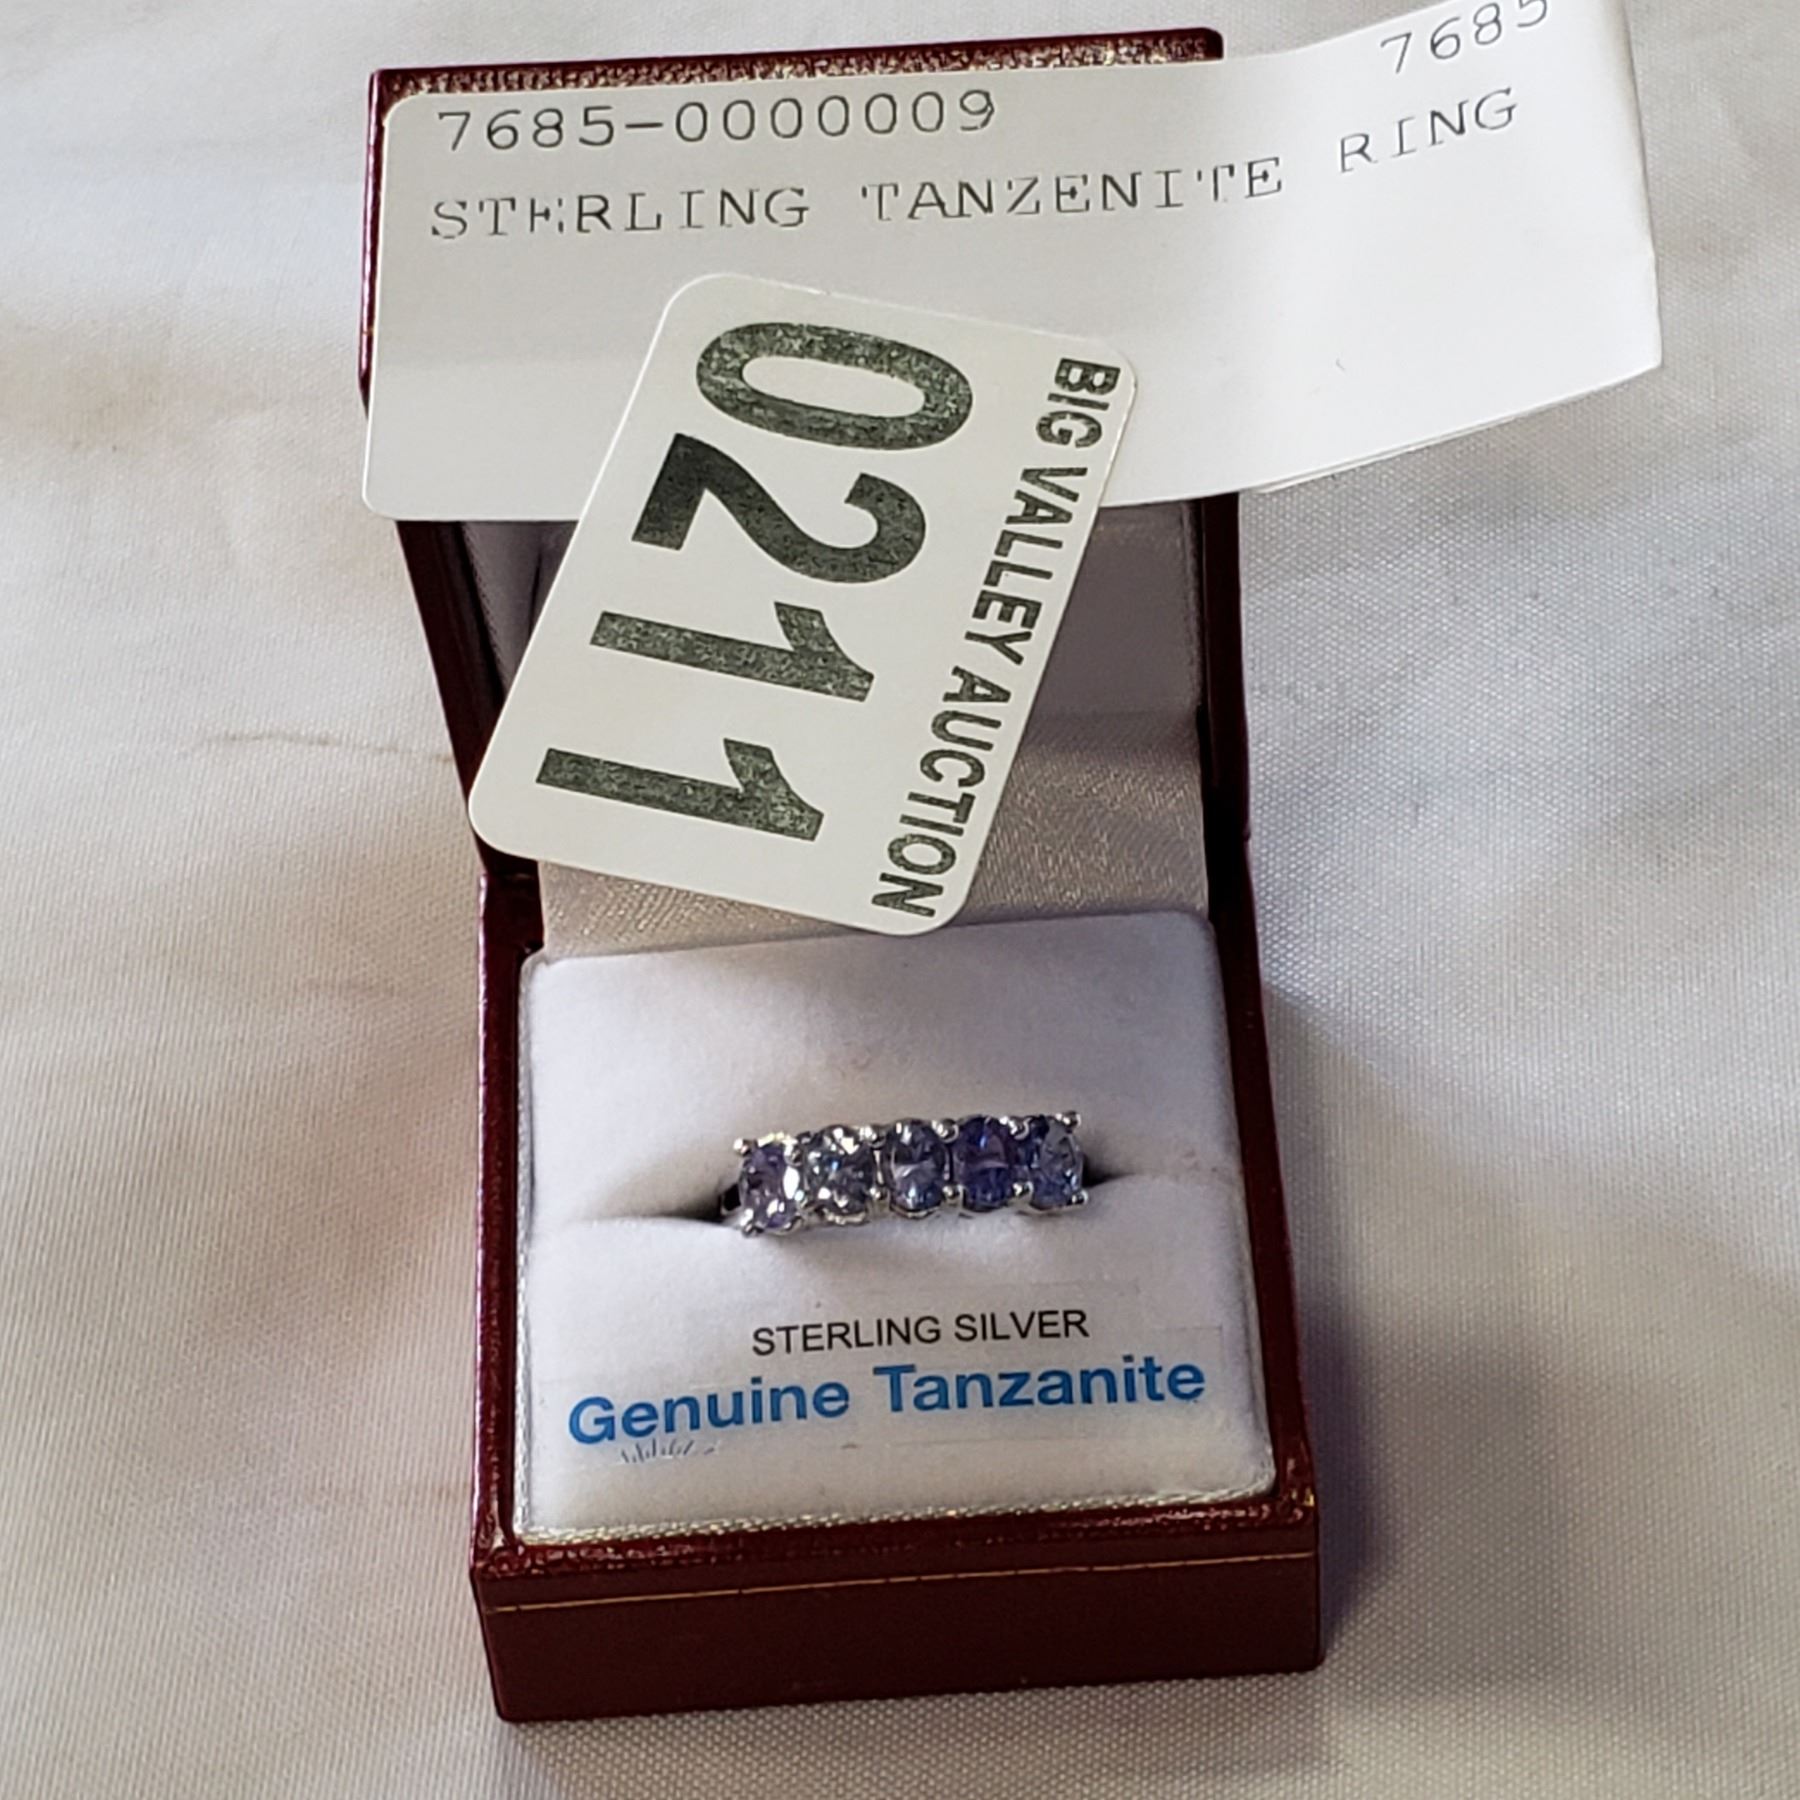 7685-0000009
7685
STERLING TANZENITE RING
BIG VALLEY AUCTION
0211
STERLING SILVER
Genuine Tanzanite